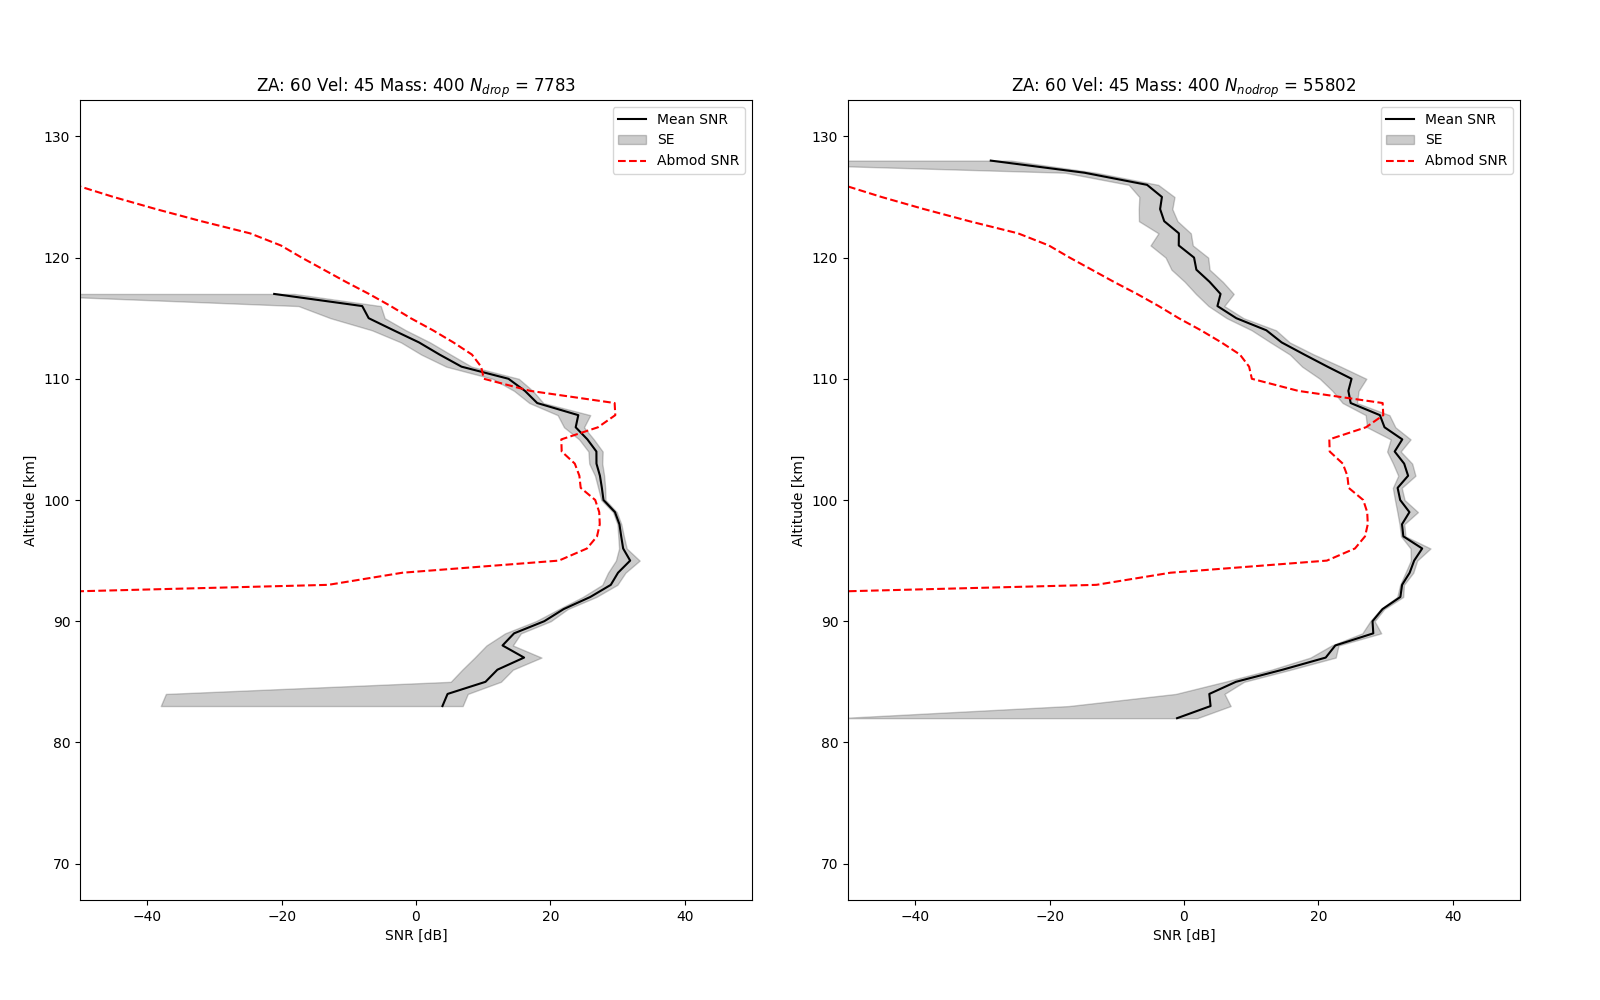 ZA: 60 Vel: 45 Mass: 400 N_drop = 7783
Mean SNR
SE
Abmod SNR
130
120
110
100
90
80
70
Altitude [km]
−40
−20
0
20
40
SNR [dB]
ZA: 60 Vel: 45 Mass: 400 N_nodrop = 55802
Mean SNR
SE
Abmod SNR
130
120
110
100
90
80
70
Altitude [km]
−40
−20
0
20
40
SNR [dB]